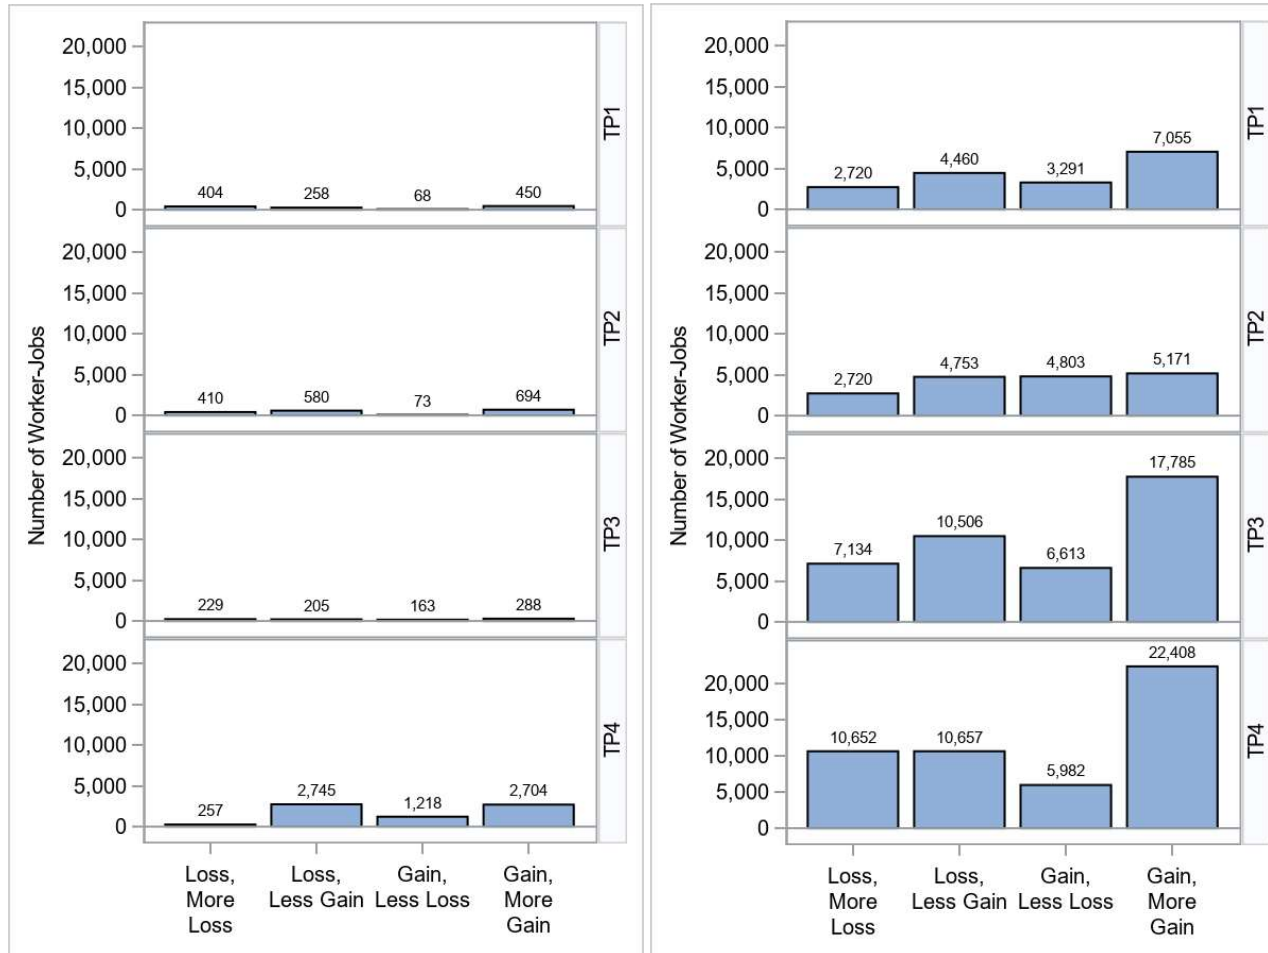 Number of Worker-Jobs
20,000
15,000
10,000
5,000
0
404
258
68
450
TP1
20,000
15,000
10,000
5,000
0
410
580
73
694
TP2
20,000
15,000
10,000
5,000
0
229
205
163
288
TP3
20,000
15,000
10,000
5,000
0
257
2,745
1,218
2,704
TP4
Loss,
More
Loss
Loss,
Less Gain
Gain,
Less Loss
Gain,
More
Gain
Number of Worker-Jobs
20,000
15,000
10,000
5,000
0
2,720
4,460
3,291
7,055
TP1
20,000
15,000
10,000
5,000
0
2,720
4,753
4,803
5,171
TP2
20,000
15,000
10,000
5,000
0
7,134
10,506
6,613
17,785
TP3
20,000
15,000
10,000
5,000
0
10,652
10,657
5,982
22,408
TP4
Loss,
More
Loss
Loss,
Less Gain
Gain,
Less Loss
Gain,
More
Gain